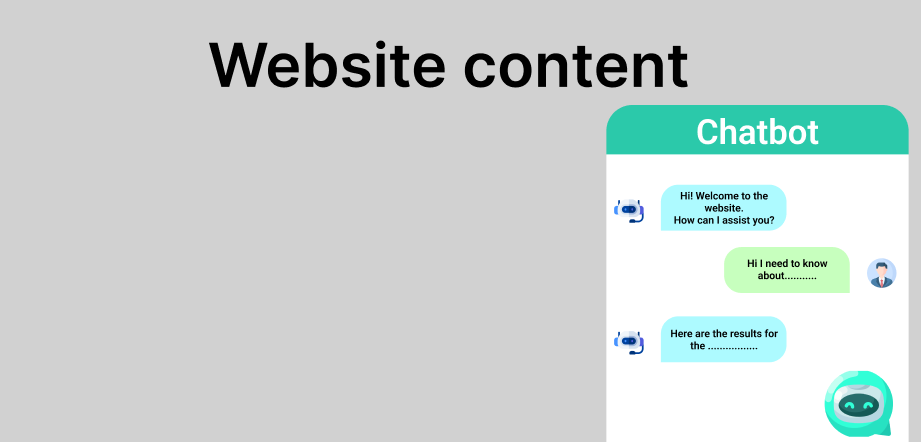 Website content
Chatbot
Hi! Welcome to the
website.
How can I assist you?
Hi I need to know
about...........
Here are the results for
the .................